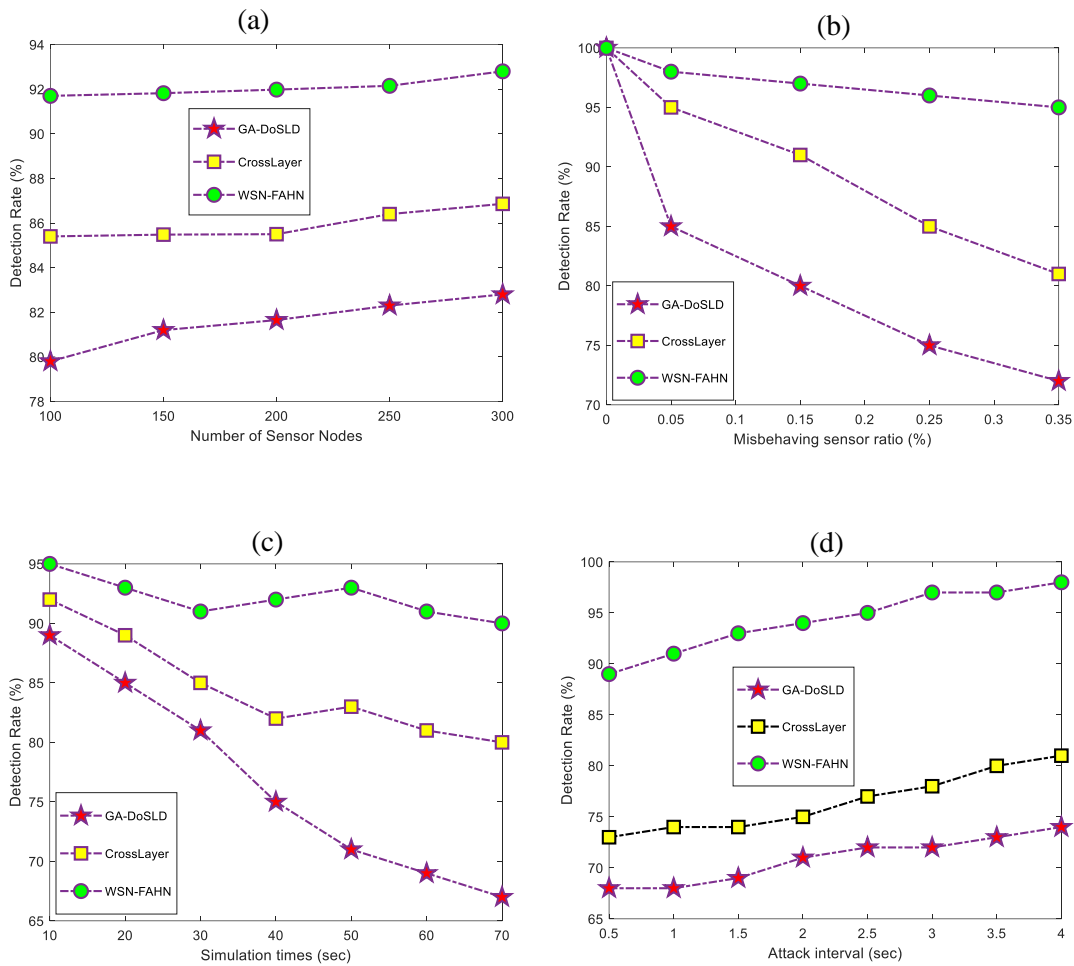 (a)
94
92
90
88
86
84
82
80
78
100
150
200
250
300
Detection Rate (%)
Number of Sensor Nodes
GA-DoSLD
CrossLayer
WSN-FAHN
(b)
100
95
90
85
80
75
70
0
0.05
0.1
0.15
0.2
0.25
0.3
0.35
Detection Rate (%)
Misbehaving sensor ratio (%)
GA-DoSLD
CrossLayer
WSN-FAHN
(c)
95
90
85
80
75
70
65
10
20
30
40
50
60
70
Detection Rate (%)
Simulation times (sec)
GA-DoSLD
CrossLayer
WSN-FAHN
(d)
100
95
90
85
80
75
70
65
0.5
1
1.5
2
2.5
3
3.5
4
Detection Rate (%)
Attack interval (sec)
GA-DoSLD
CrossLayer
WSN-FAHN